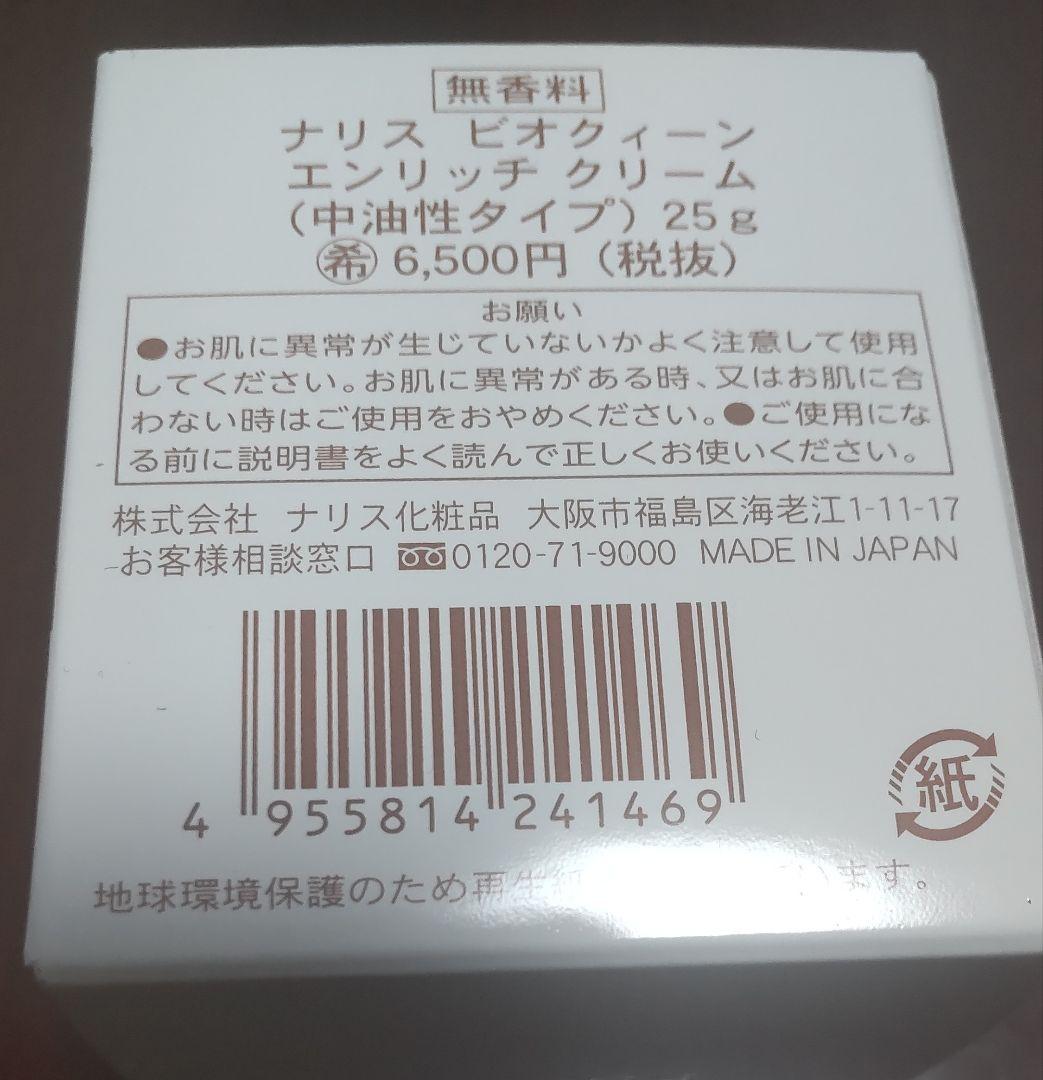 無香料
ナリス ビオクィーン
エンリッチ クリーム
（中油性タイプ）25g
㊒希 6,500円（税抜）
お願い
●お肌に異常が生じていないかよく注意して使用
してください。お肌に異常がある時、又はお肌に合
わない時はご使用をおやめください。●ご使用にな
る前に説明書をよく読んで正しくお使いください。
株式会社 ナリス化粧品 大阪市福島区海老江1-11-17
お客様相談窓口 0120-71-9000 MADE IN JAPAN
4 955814 241469
紙
地球環境保護のため再生 ます。